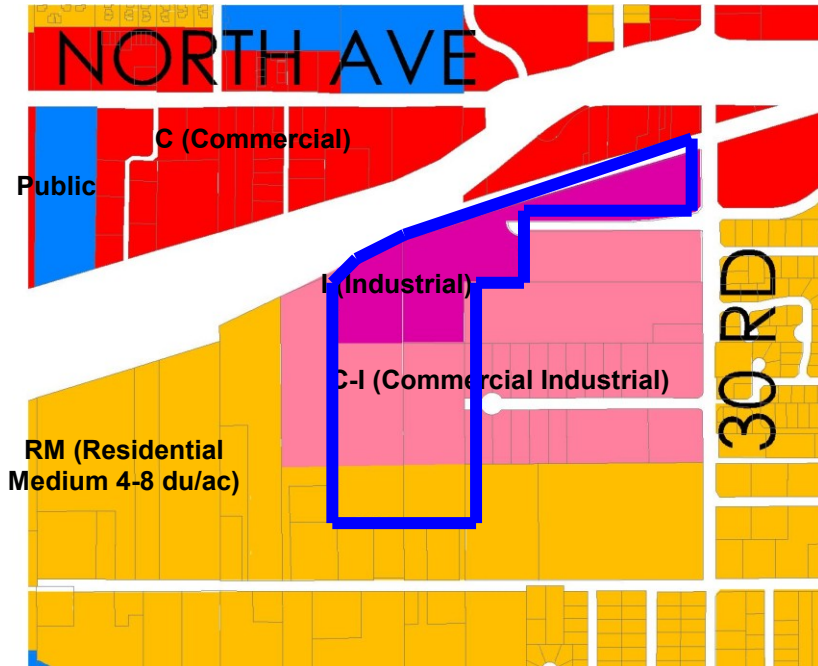 NORTH AVE
C (Commercial)
Public
I (Industrial)
C-I (Commercial Industrial)
30 RD
RM (Residential
Medium 4-8 du/ac)